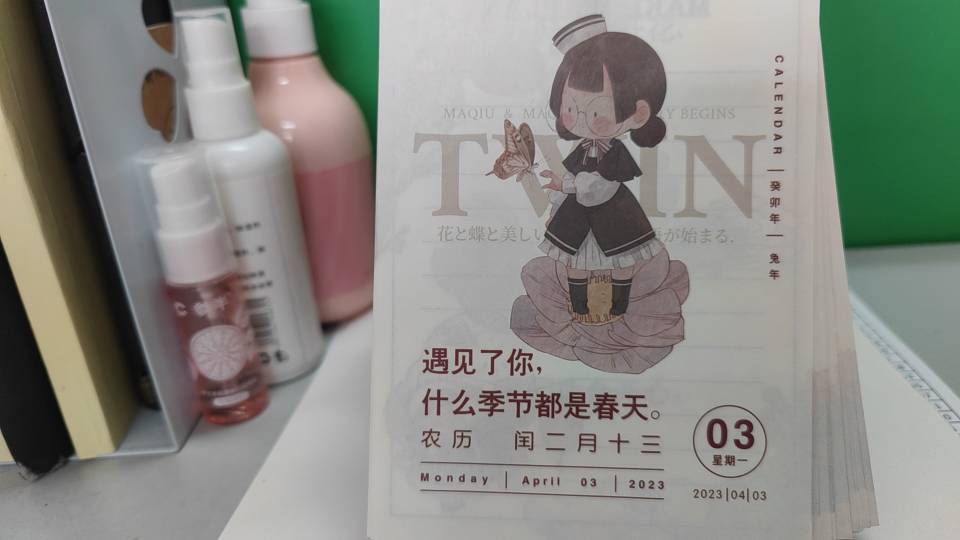 MAQIU & MA
Y BEGINS
TWIN
花と蝶と美しい
が始まる.
CALENDAR | 癸卯年 | 兔年
遇见了你，
什么季节都是春天。
农历 闰二月十三
03
星期一
Monday | April 03 | 2023
2023|04|03